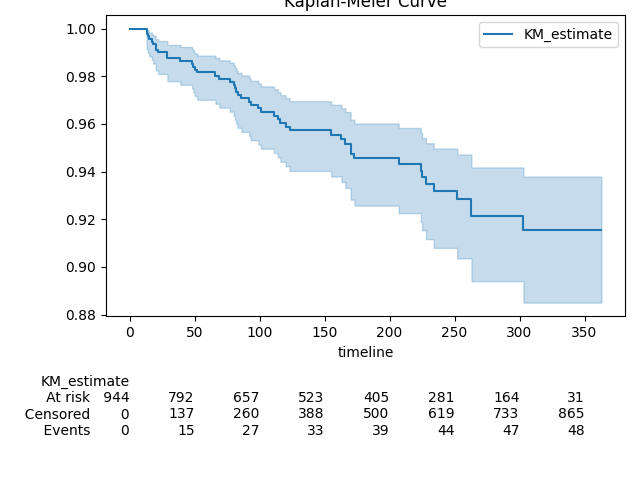 Kaplan-Meier Curve
KM_estimate
1.00
0.98
0.96
0.94
0.92
0.90
0.88
0 50 100 150 200 250 300 350
timeline
KM_estimate
At risk 944 792 657 523 405 281 164 31
Censored 0 137 260 388 500 619 733 865
Events 0 15 27 33 39 44 47 48